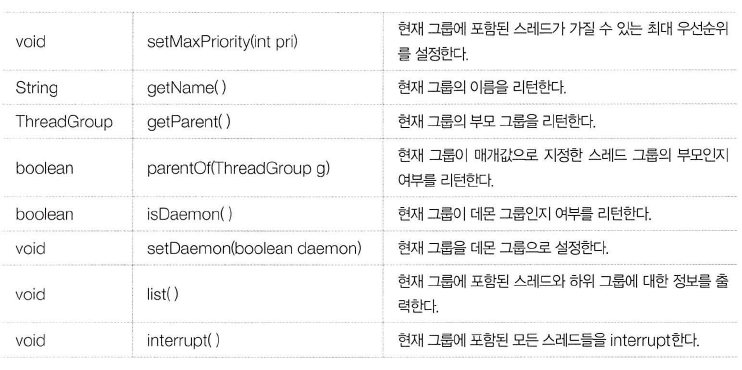 void setMaxPriority(int pri) 현재 그룹에 포함된 스레드가 가질 수 있는 최대 우선순위
를 설정한다.
String getName( ) 현재 그룹의 이름을 리턴한다.
ThreadGroup getParent( ) 현재 그룹의 부모 그룹을 리턴한다.
boolean parentOf(ThreadGroup g) 현재 그룹이 매개값으로 지정한 스레드 그룹의 부모인지
여부를 리턴한다.
boolean isDaemon( ) 현재 그룹이 데몬 그룹인지 여부를 리턴한다.
void setDaemon(boolean daemon) 현재 그룹을 데몬 그룹으로 설정한다.
void list( ) 현재 그룹에 포함된 스레드와 하위 그룹에 대한 정보를 출
력한다.
void interrupt( ) 현재 그룹에 포함된 모든 스레드들을 interrupt한다.